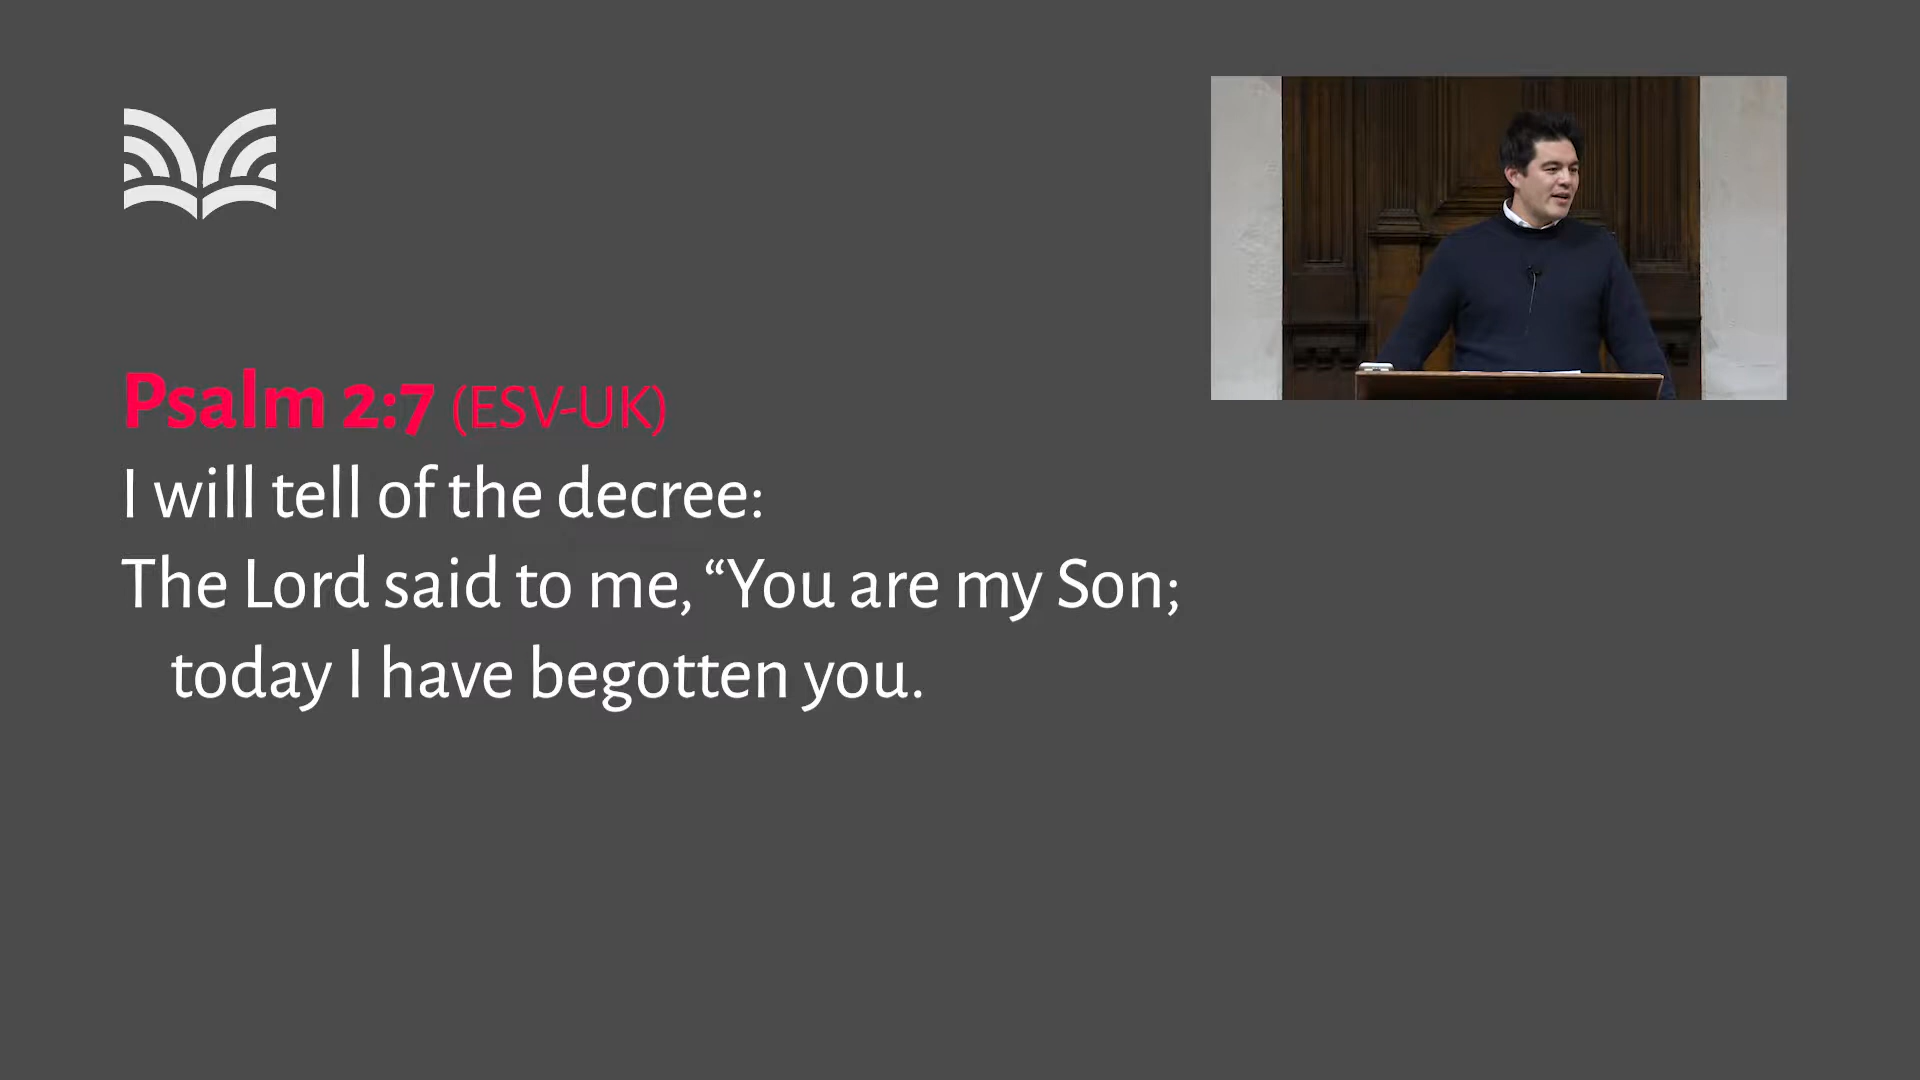 Psalm 2:7 (ESV-UK)
I will tell of the decree:
The Lord said to me, “You are my Son;
today I have begotten you.